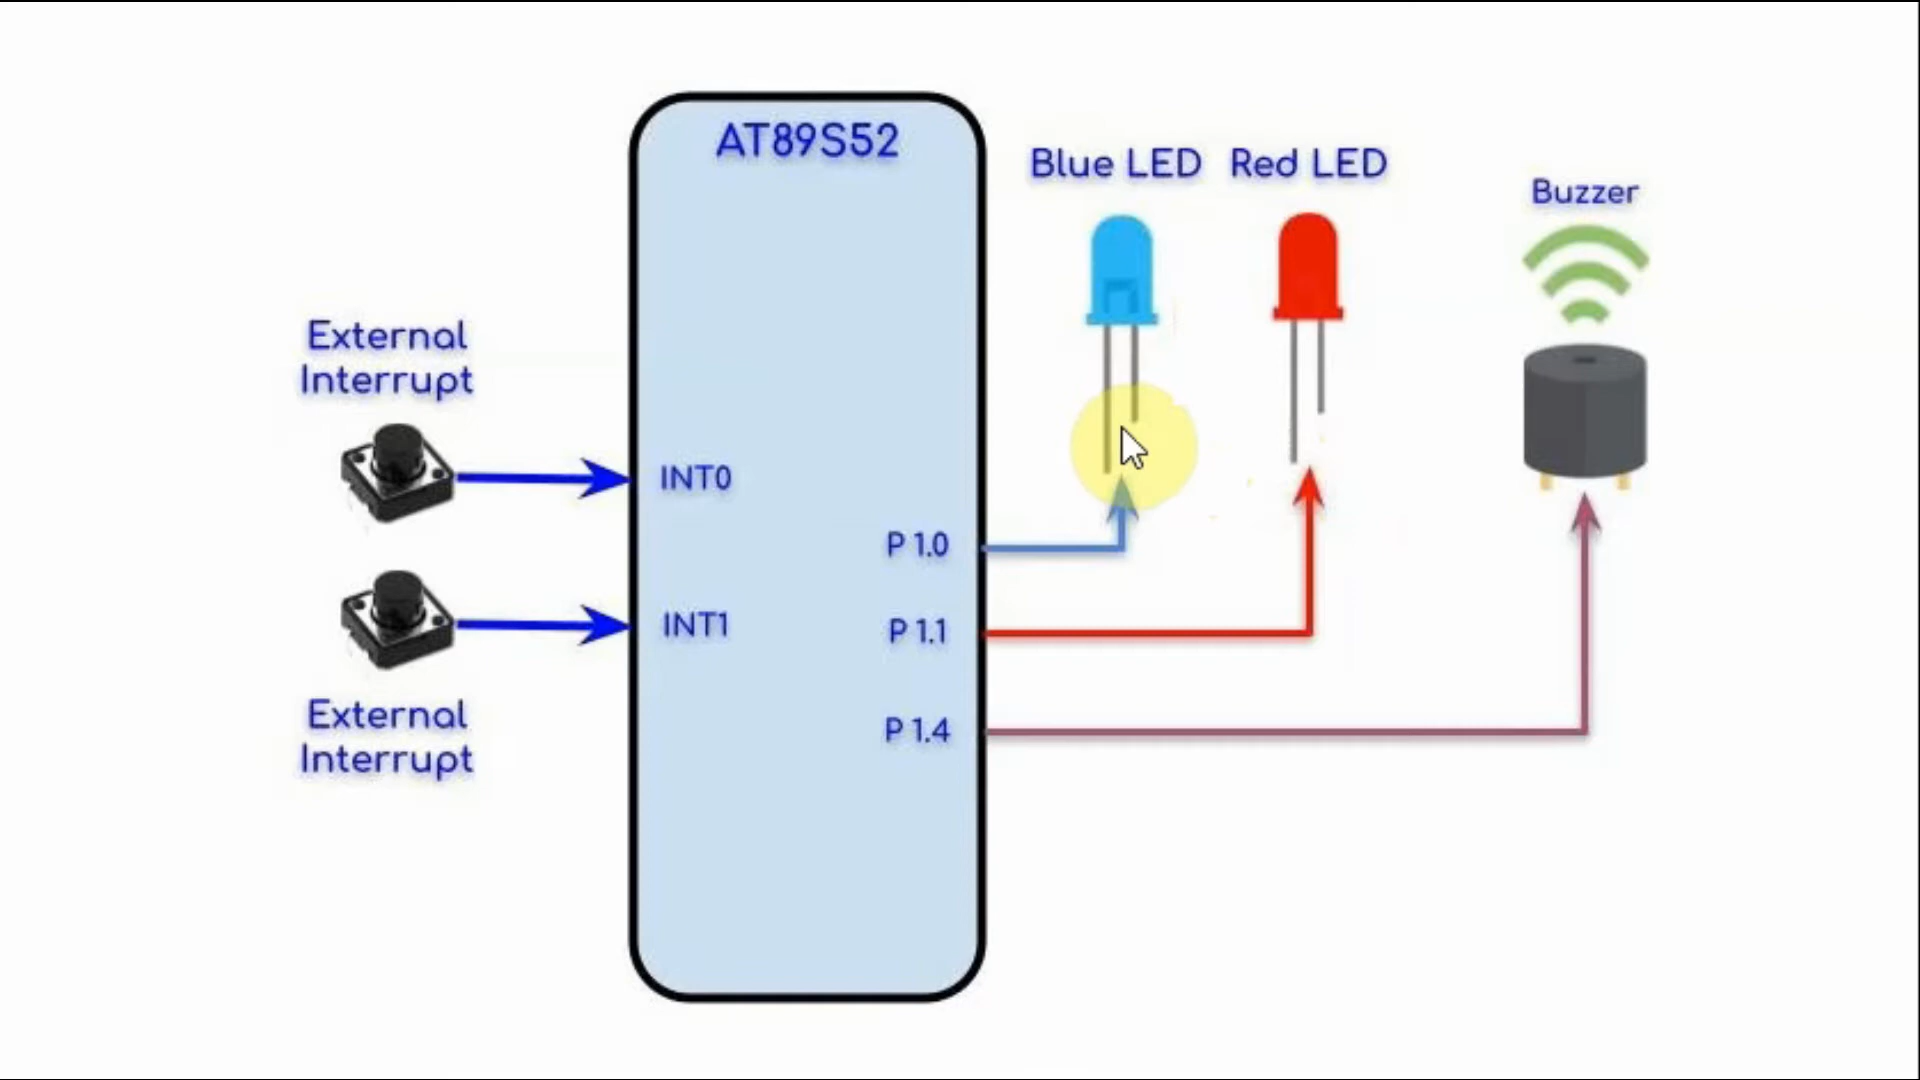 AT89S52
Blue LED
Red LED
Buzzer
External
Interrupt
INT0
P 1.0
INT1
P 1.1
External
Interrupt
P 1.4